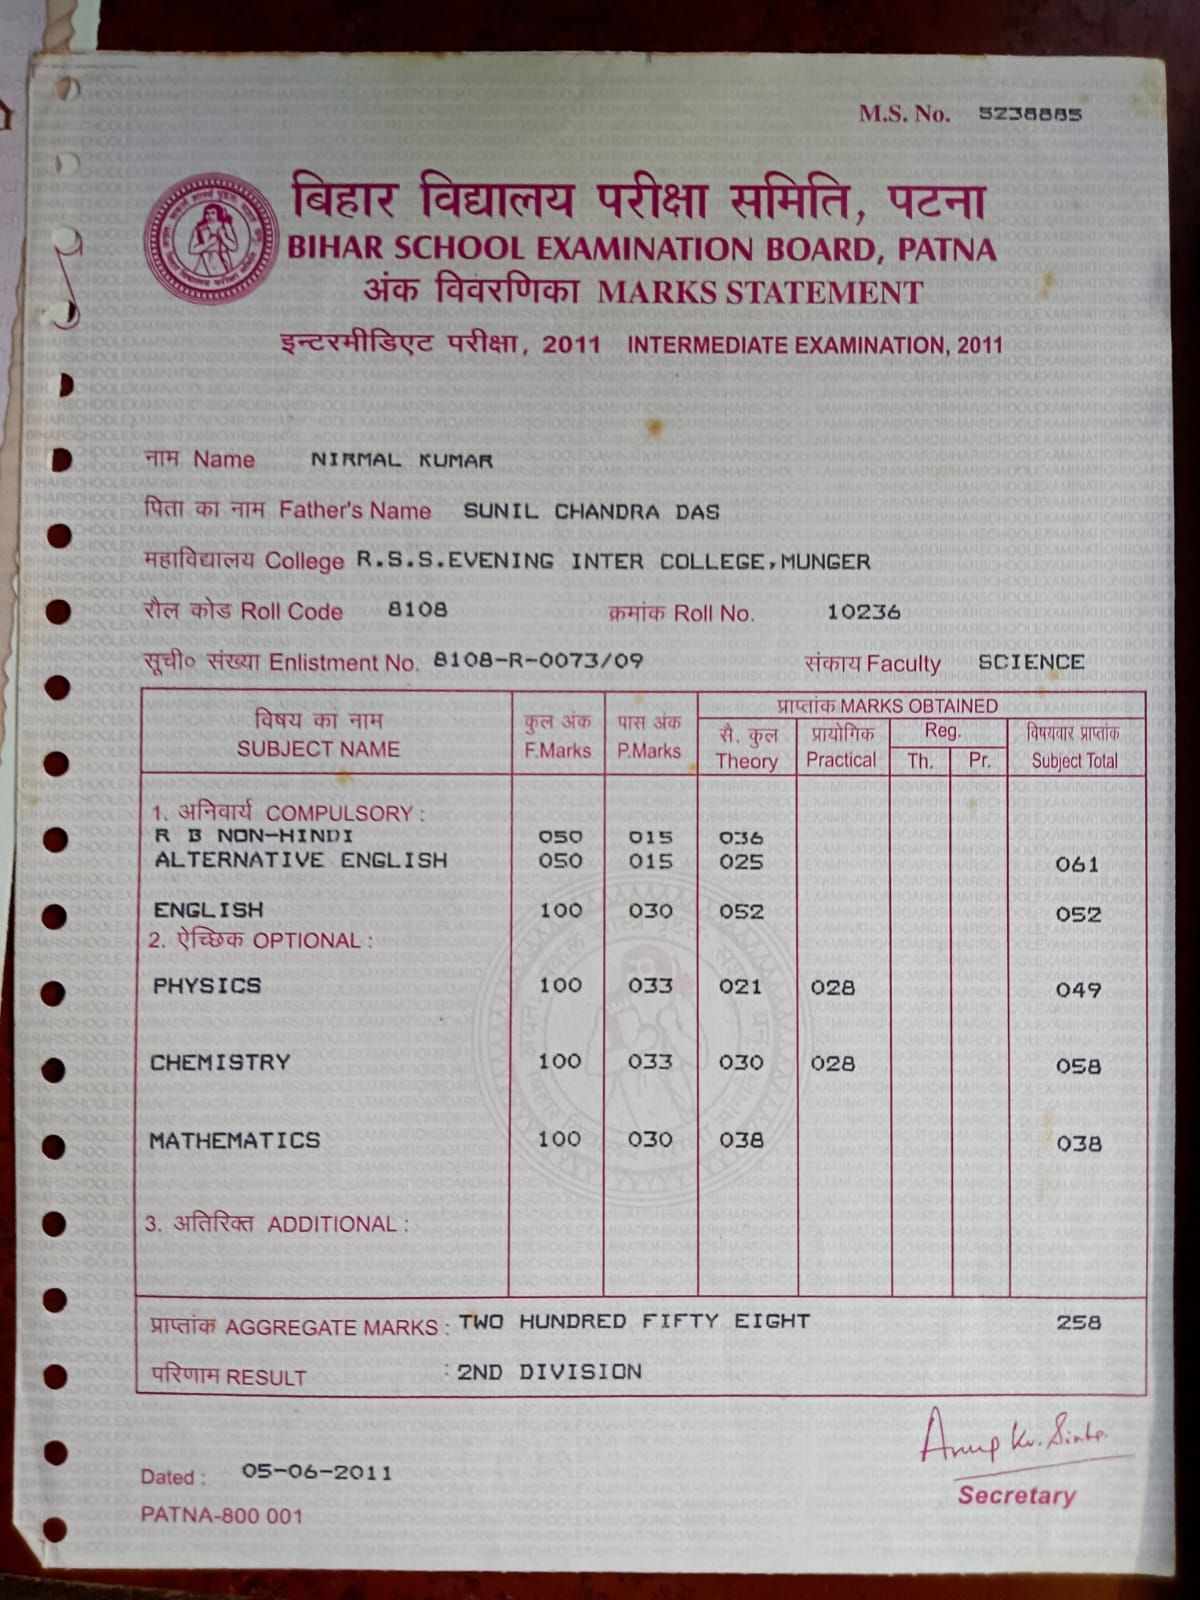 M.S. No. 5238885
बिहार विद्यालय परीक्षा समिति, पटना
BIHAR SCHOOL EXAMINATION BOARD, PATNA
अंक विवरणिका MARKS STATEMENT
इन्टरमीडिएट परीक्षा, 2011 INTERMEDIATE EXAMINATION, 2011
नाम Name NIRMAL KUMAR
पिता का नाम Father's Name SUNIL CHANDRA DAS
महाविद्यालय College R.S.S.EVENING INTER COLLEGE,MUNGER
रौल कोड Roll Code 8108 क्रमांक Roll No. 10236
सूची० संख्या Enlistment No. 8108-R-0073/09 संकाय Faculty SCIENCE
विषय का नाम SUBJECT NAME कुल अंक F.Marks पास अंक P.Marks प्राप्तांक MARKS OBTAINED
सै. कुल Theory प्रायोगिक Practical Reg. Th. Pr. विषयवार प्राप्तांक Subject Total
1. अनिवार्य COMPULSORY :
R B NON-HINDI 050 015 036
ALTERNATIVE ENGLISH 050 015 025 061
ENGLISH 100 030 052 052
2. ऐच्छिक OPTIONAL :
PHYSICS 100 033 021 028 049
CHEMISTRY 100 033 030 028 058
MATHEMATICS 100 030 038 038
3. अतिरिक्त ADDITIONAL :
प्राप्तांक AGGREGATE MARKS : TWO HUNDRED FIFTY EIGHT 258
परिणाम RESULT : 2ND DIVISION
Anup Kr. Sinha
Secretary
Dated : 05-06-2011
PATNA-800 001